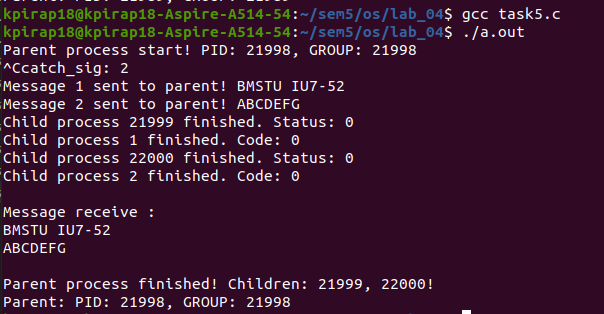 kpirap18@kpirap18-Aspire-A514-54:~/sem5/os/lab_04$ gcc task5.c
kpirap18@kpirap18-Aspire-A514-54:~/sem5/os/lab_04$ ./a.out
Parent process start! PID: 21998, GROUP: 21998
^Ccatch_sig: 2
Message 1 sent to parent! BMSTU IU7-52
Message 2 sent to parent! ABCDEFG
Child process 21999 finished. Status: 0
Child process 1 finished. Code: 0
Child process 22000 finished. Status: 0
Child process 2 finished. Code: 0
Message receive :
BMSTU IU7-52
ABCDEFG
Parent process finished! Children: 21999, 22000!
Parent: PID: 21998, GROUP: 21998